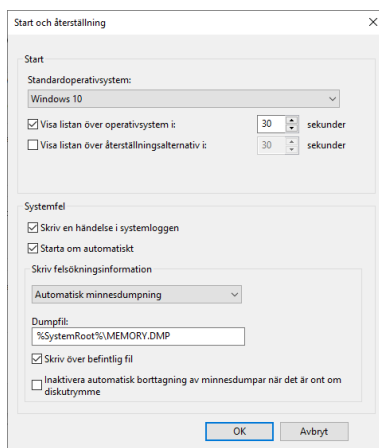 Start och återställning
Start
Standardoperativsystem:
Windows 10
Visa listan över operativsystem i: 30 sekunder
Visa listan över återställningsalternativ i: 30 sekunder
Systemfel
Skriv en händelse i systemloggen
Starta om automatiskt
Skriv felsökningsinformation
Automatisk minnesdumpning
Dumpfil:
%SystemRoot%\MEMORY.DMP
Skriv över befintlig fil
Inaktivera automatisk borttagning av minnesdumpar när det är ont om
diskutrymme
OK Avbryt